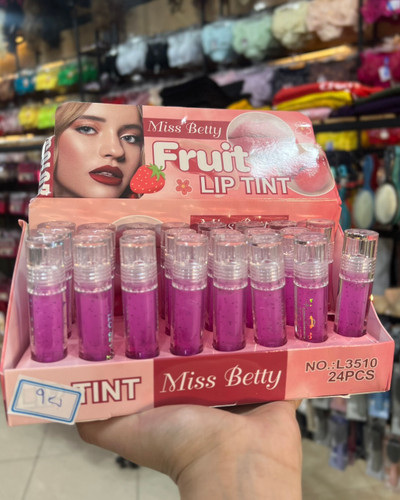 Miss Betty
Fruit
LIP TINT
TINT
Miss Betty
NO.:L3510
24PCS